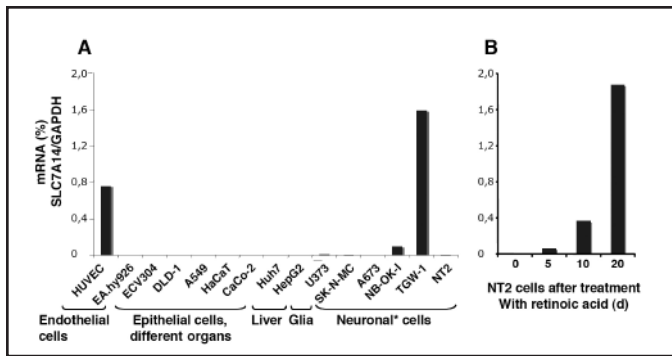 A
mRNA (%)
SLC7A14/GAPDH
2,0
1,6
1,2
0,8
0,4
0
HUVEC
EA.hy926
ECV304
DLD-1
A549
HaCaT
CaCo-2
Huh7
HepG2
U373
SK-N-MC
A673
NB-OK-I
TGW-1
NT2
Endothelial
cells
Epithelial cells,
different organs
Liver
Glia
Neuronal* cells
B
2,0
1,6
1,2
0,8
0,4
0
0 5 10 20
NT2 cells after treatment
With retinoic acid (d)